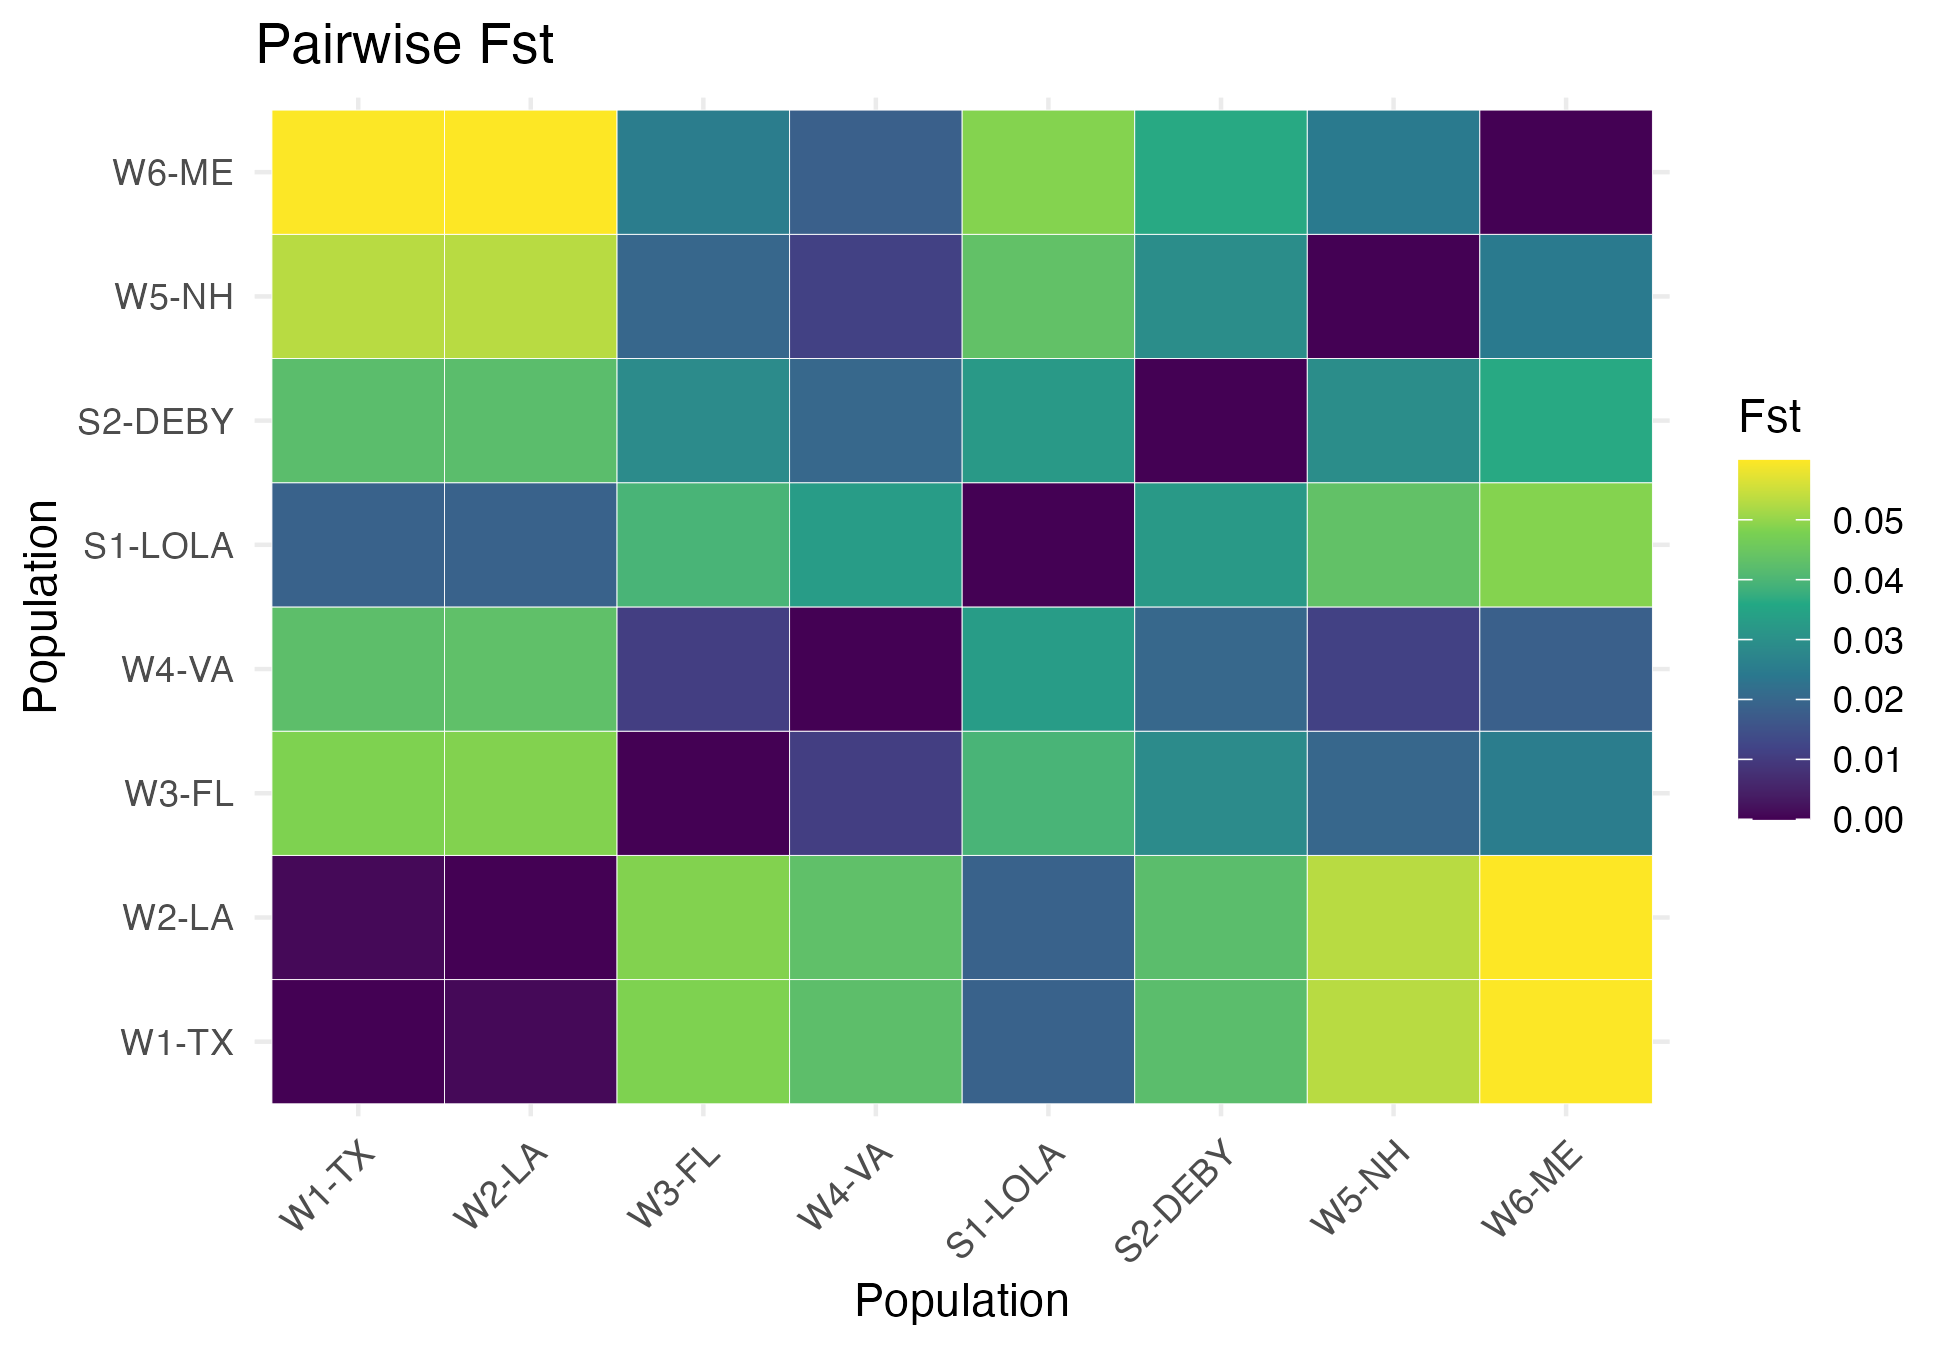 Pairwise Fst
W6-ME
W5-NH
S2-DEBY
S1-LOLA
W4-VA
W3-FL
W2-LA
W1-TX
Population
W1-TX
W2-LA
W3-FL
W4-VA
S1-LOLA
S2-DEBY
W5-NH
W6-ME
Population
Fst
0.05
0.04
0.03
0.02
0.01
0.00